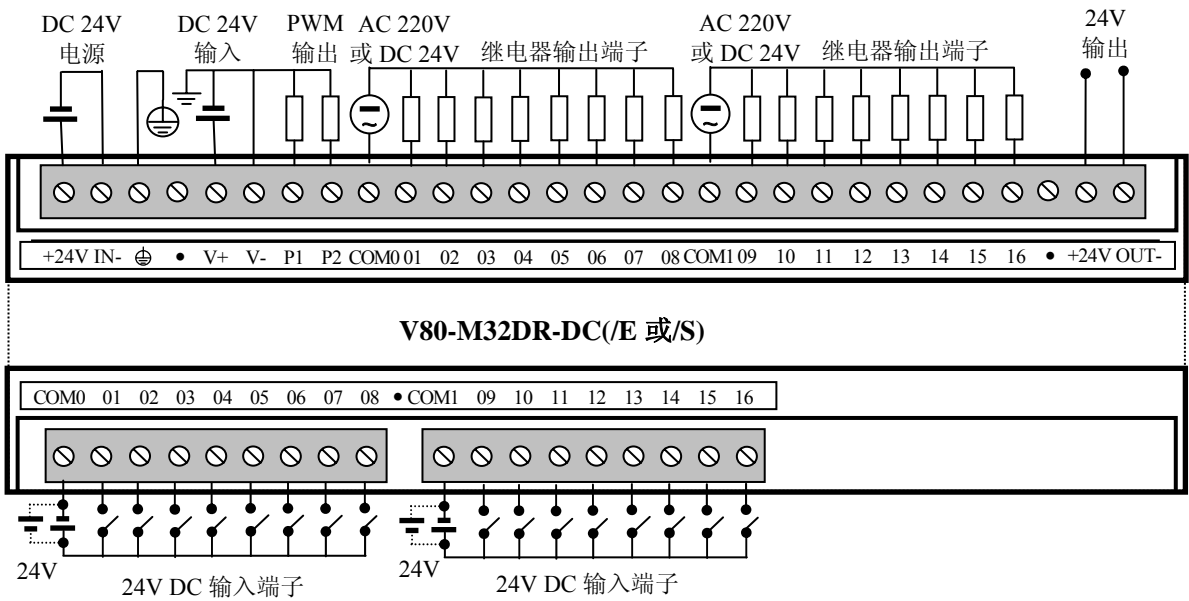 DC 24V DC 24V PWM AC 220V AC 220V 24V
电源 输入 输出 或 DC 24V 继电器输出端子 或 DC 24V 继电器输出端子 输出
+24V IN- ⏚ • V+ V- P1 P2 COM0 01 02 03 04 05 06 07 08 COM1 09 10 11 12 13 14 15 16 • +24V OUT-
V80-M32DR-DC(/E 或/S)
COM0 01 02 03 04 05 06 07 08 • COM1 09 10 11 12 13 14 15 16
24V 24V DC 输入端子 24V 24V DC 输入端子